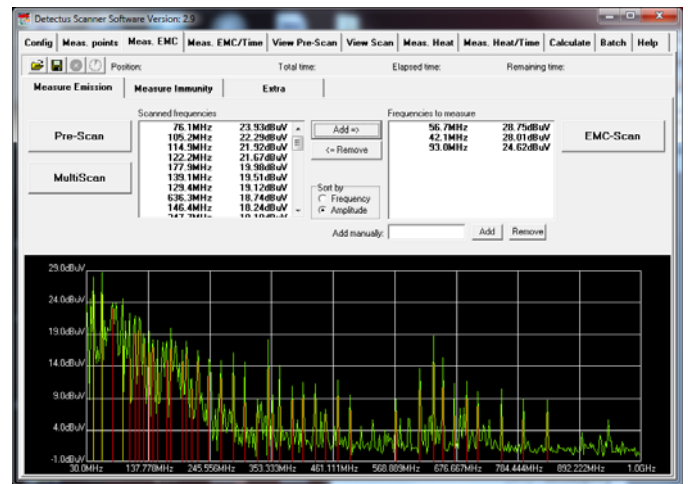 Detectus Scanner Software Version: 2.9
Config Meas. points Meas. EMC Meas. EMC/Time View Pre-Scan View Scan Meas. Heat Meas. Heat/Time Calculate Batch Help
Position: Total time: Elapsed time: Remaining time:
Measure Emission Measure Immunity Extra
Scanned frequencies Frequencies to measure
Pre-Scan
MultiScan
76.1MHz 23.93dBuV
105.2MHz 22.29dBuV
114.9MHz 21.92dBuV
122.2MHz 21.67dBuV
177.9MHz 19.98dBuV
139.1MHz 19.51dBuV
129.4MHz 19.12dBuV
636.3MHz 18.74dBuV
146.4MHz 18.24dBuV
Add =>
<= Remove
Sort by
Frequency
Amplitude
56.7MHz 28.75dBuV
42.1MHz 28.01dBuV
93.0MHz 24.62dBuV
EMC-Scan
Add manually: Add Remove
29.0dBuV
24.0dBuV
19.0dBuV
14.0dBuV
9.0dBuV
4.0dBuV
-1.0dBuV
30.0MHz 137.778MHz 245.556MHz 353.333MHz 461.111MHz 568.889MHz 676.667MHz 784.444MHz 892.222MHz 1.0GHz